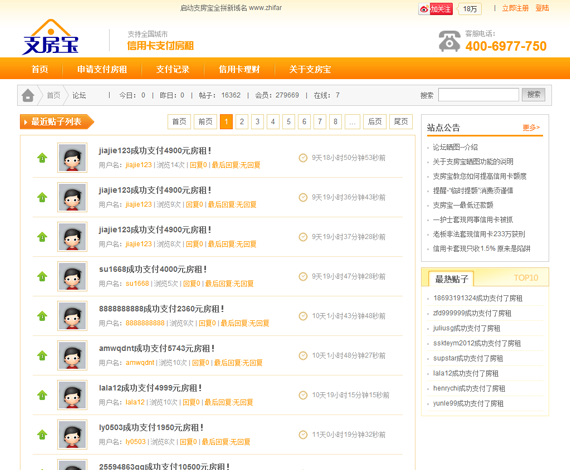 启动支房宝全拼新域名 www.zhifar
加关注 18万 | 立即注册 登陆
支房宝
支持全国城市
信用卡支付房租
客服电话:
400-6977-750
首页 申请支付房租 支付记录 信用卡理财 关于支房宝
首页 论坛 | 今日: 0 | 昨日: 0 | 帖子: 16362 | 会员: 279669 | 在线: 7
搜索 搜索
最近帖子列表
首页 前页 1 2 3 4 5 6 7 8 ... 后页 尾页
jiajie123成功支付4900元房租!
用户名: jiajie123 | 浏览14次 | 回复0 | 最后回复:无回复
9天18小时50分53秒前
jiajie123成功支付4900元房租!
用户名: jiajie123 | 浏览5次 | 回复0 | 最后回复:无回复
9天19小时36分43秒前
jiajie123成功支付4900元房租!
用户名: jiajie123 | 浏览8次 | 回复0 | 最后回复:无回复
9天19小时37分28秒前
su1668成功支付4000元房租!
用户名: su1668 | 浏览5次 | 回复0 | 最后回复:无回复
9天19小时47分28秒前
8888888888成功支付2360元房租!
用户名: 8888888888 | 浏览9次 | 回复0 | 最后回复:无回复
10天1小时43分48秒前
amwqdnt成功支付5743元房租!
用户名: amwqdnt | 浏览10次 | 回复0 | 最后回复:无回复
10天1小时48分27秒前
lala12成功支付4999元房租!
用户名: lala12 | 浏览10次 | 回复0 | 最后回复:无回复
10天19小时15分15秒前
ly0503成功支付1950元房租!
用户名: ly0503 | 浏览8次 | 回复0 | 最后回复:无回复
11天0小时19分32秒前
25594863qq成功支付10500元房租!
站点公告 更多>
论坛晒图一介绍
关于支房宝晒图功能的说明
支房宝教您如何提高信用卡额度
提醒-"临时提额"消费须谨慎
支房宝—最低还款额
一护士套现同事信用卡被抓
老板非法套现信用卡233万获刑
信用卡套现只收1.5% 原来是陷阱
最热帖子 TOP10
18693191324成功支付了房租
zld999999成功支付了房租
juliusg成功支付了房租
sskteym2012成功支付了房租
supstar成功支付了房租
lala12成功支付了房租
henrychi成功支付了房租
yunle99成功支付了房租